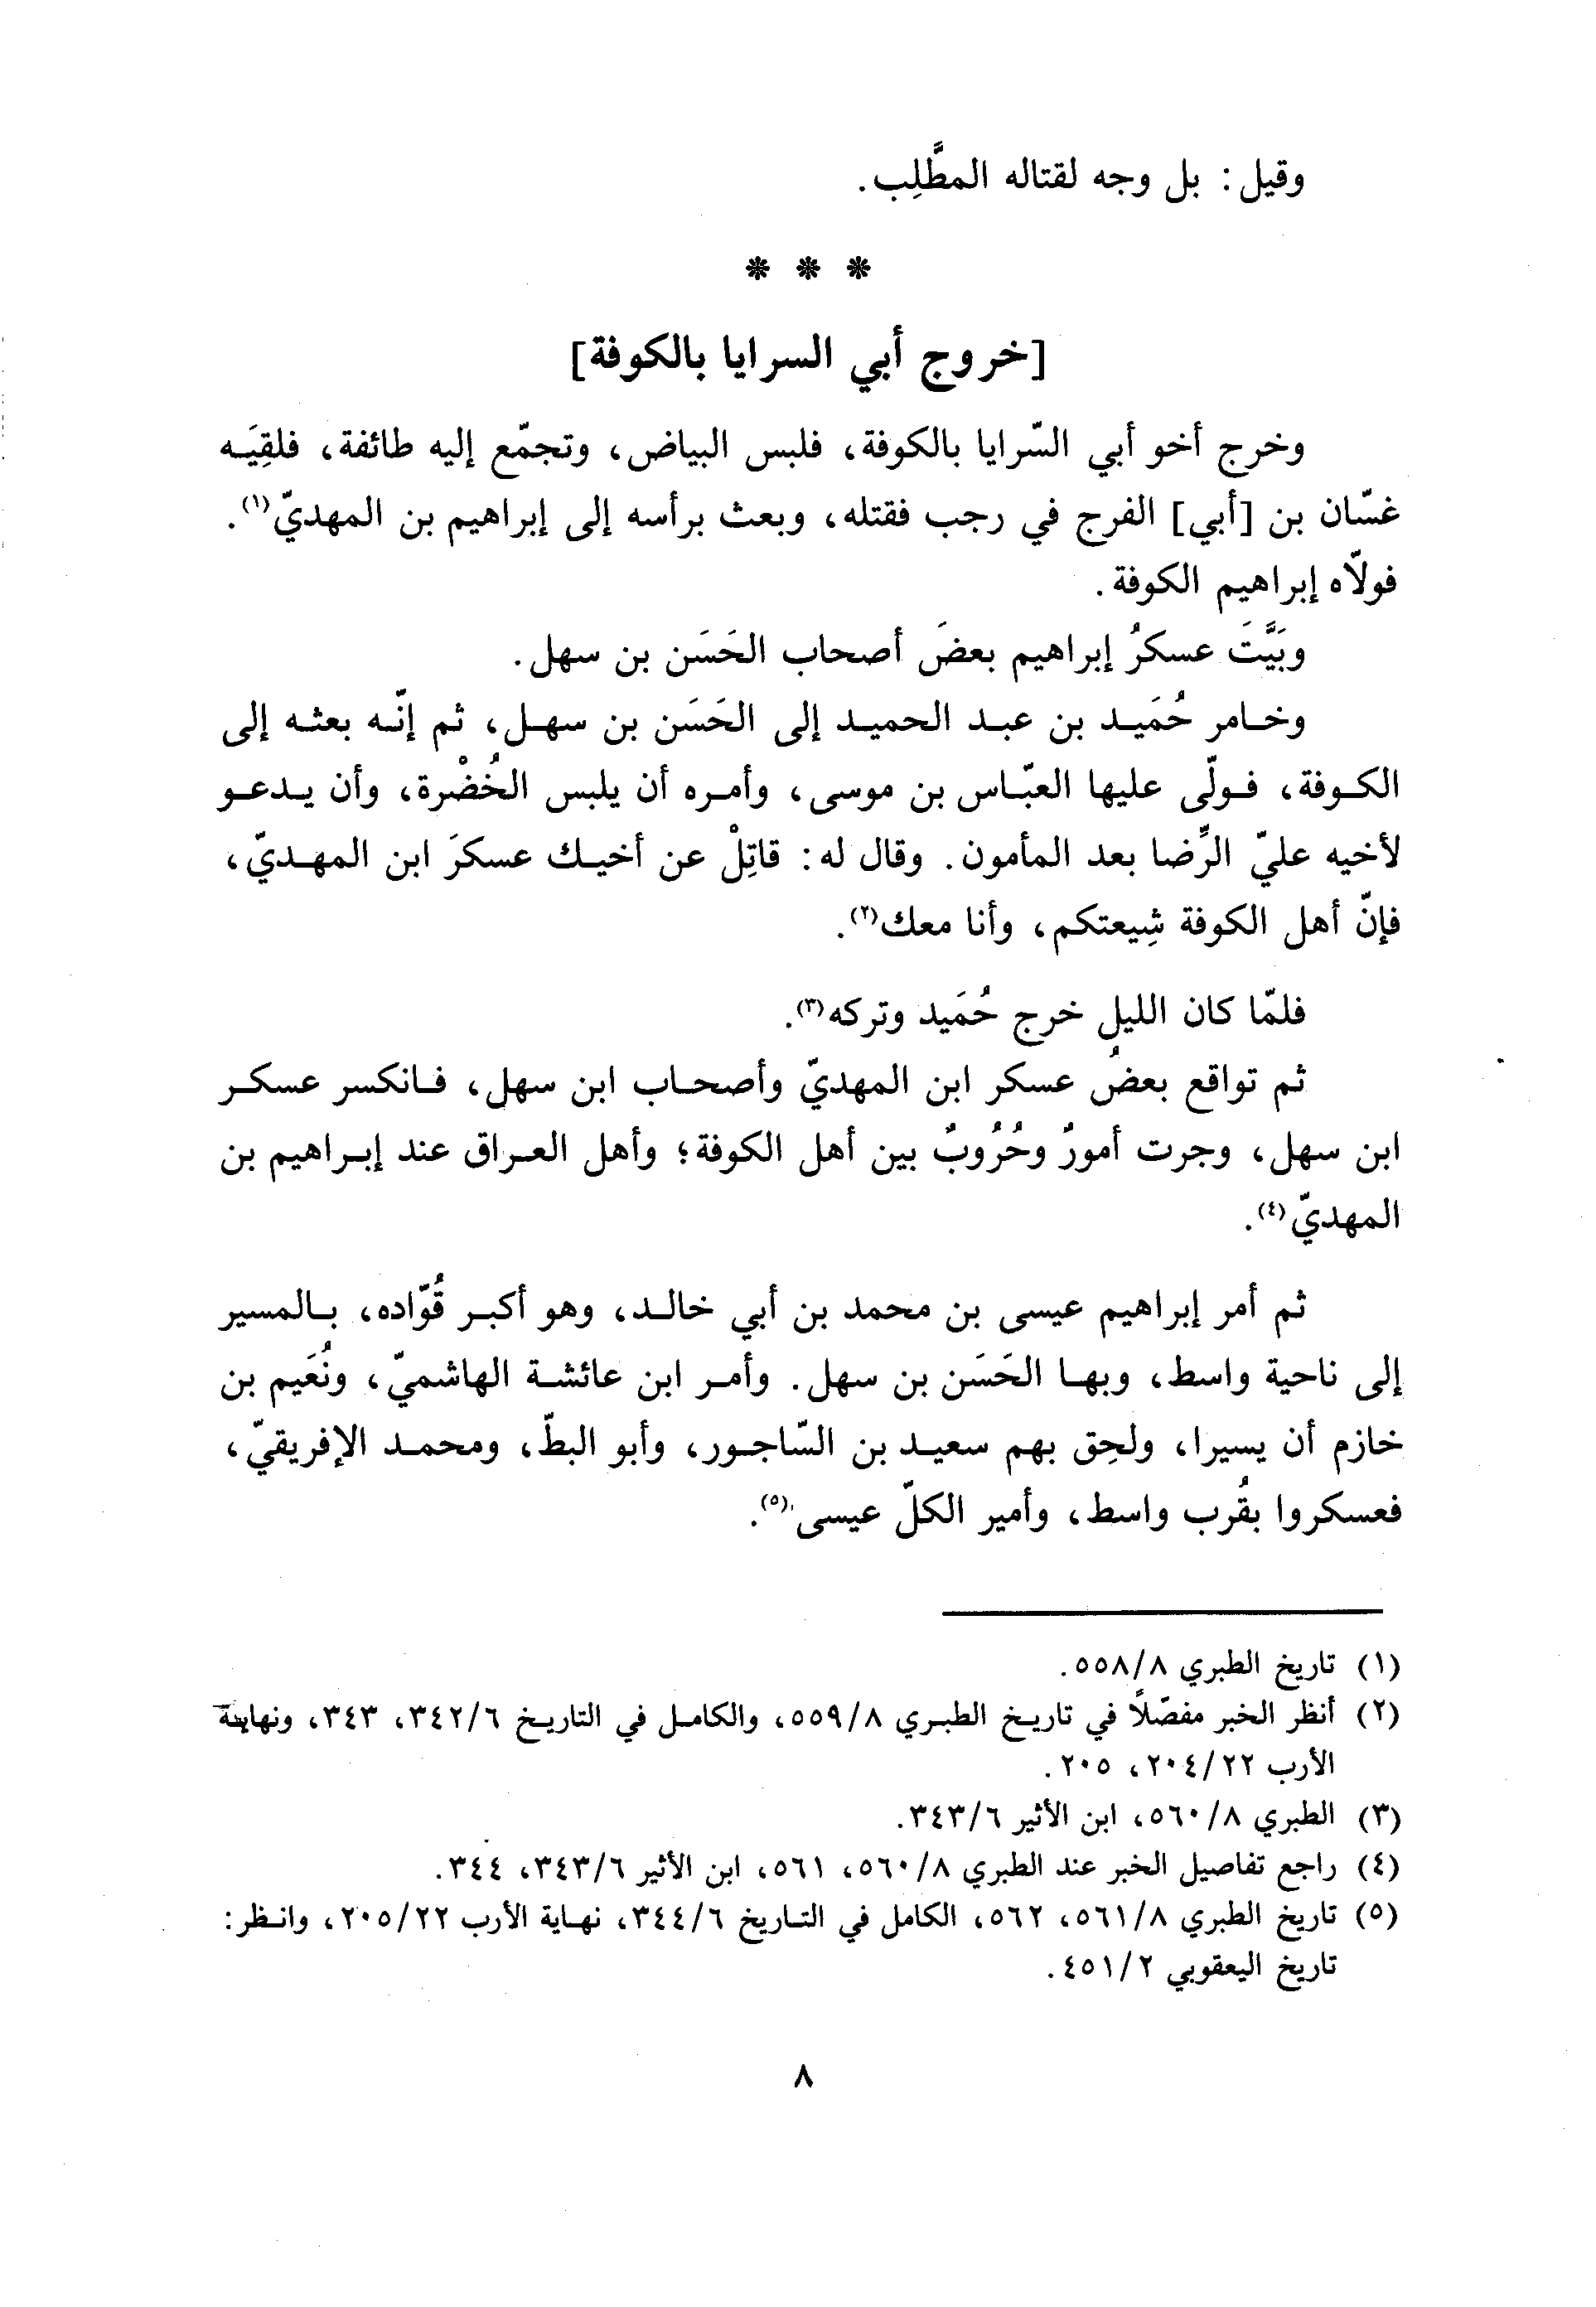 وقيل: بل وجه لقتاله المطَّلِب.
* * *
[خروج أبي السرايا بالكوفة]
وخرج أخو أبي السّرايا بالكوفة، فلبس البياض، وتجمّع إليه طائفة، فلقِيَه
غسّان بن [أبي] الفرج في رجب فقتله، وبعث برأسه إلى إبراهيم بن المهديّ(١).
فولّاه إبراهيم الكوفة.
وبَيَّتَ عسكرُ إبراهيم بعضَ أصحاب الحَسَن بن سهل.
وخامر حُمَيد بن عبد الحميد إلى الحَسَن بن سهل، ثم إنّه بعثه إلى
الكوفة، فولّى عليها العبّاس بن موسى، وأمره أن يلبس الخُضْرة، وأن يدعو
لأخيه عليّ الرِّضا بعد المأمون. وقال له: قاتِلْ عن أخيك عسكرَ ابن المهديّ،
فإنّ أهل الكوفة شِيعتكم، وأنا معك(٢).
فلمّا كان الليل خرج حُمَيد وتركه(٣).
ثم تواقع بعضُ عسكر ابن المهديّ وأصحاب ابن سهل، فانكسر عسكر
ابن سهل، وجرت أمورٌ وحُرُوبٌ بين أهل الكوفة؛ وأهل العراق عند إبراهيم بن
المهديّ(٤).
ثم أمر إبراهيم عيسى بن محمد بن أبي خالد، وهو أكبر قُوّاده، بالمسير
إلى ناحية واسط، وبها الحَسَن بن سهل. وأمر ابن عائشة الهاشميّ، ونُعَيم بن
خازم أن يسيرا، ولحِق بهم سعيد بن السّاجور، وأبو البطّ، ومحمد الإفريقيّ،
فعسكروا بقُرب واسط، وأمير الكلّ عيسى(٥).
(١) تاريخ الطبري ٥٥٨/٨.
(٢) أنظر الخبر مفصّلاً في تاريخ الطبري ٥٥٩/٨، والكامل في التاريخ ٣٤٢/٦، ٣٤٣، ونهاية
الأرب ٢٠٤/٢٢، ٢٠٥.
(٣) الطبري ٥٦٠/٨، ابن الأثير ٣٤٣/٦.
(٤) راجع تفاصيل الخبر عند الطبري ٥٦٠/٨، ٥٦١، ابن الأثير ٣٤٣/٦، ٣٤٤.
(٥) تاريخ الطبري ٥٦١/٨، ٥٦٢، الكامل في التاريخ ٣٤٤/٦، نهاية الأرب ٢٠٥/٢٢، وانظر:
تاريخ اليعقوبي ٤٥١/٢.
٨